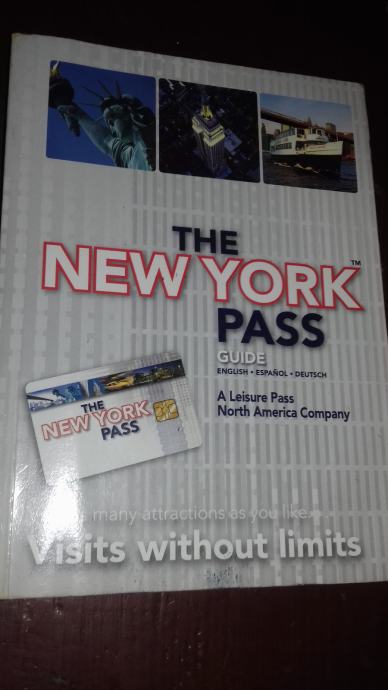 THE
NEW YORK™
PASS
GUIDE
ENGLISH • ESPAÑOL • DEUTSCH
A Leisure Pass
North America Company
THE
NEW YORK
PASS
many attractions as you like...
Visits without limits